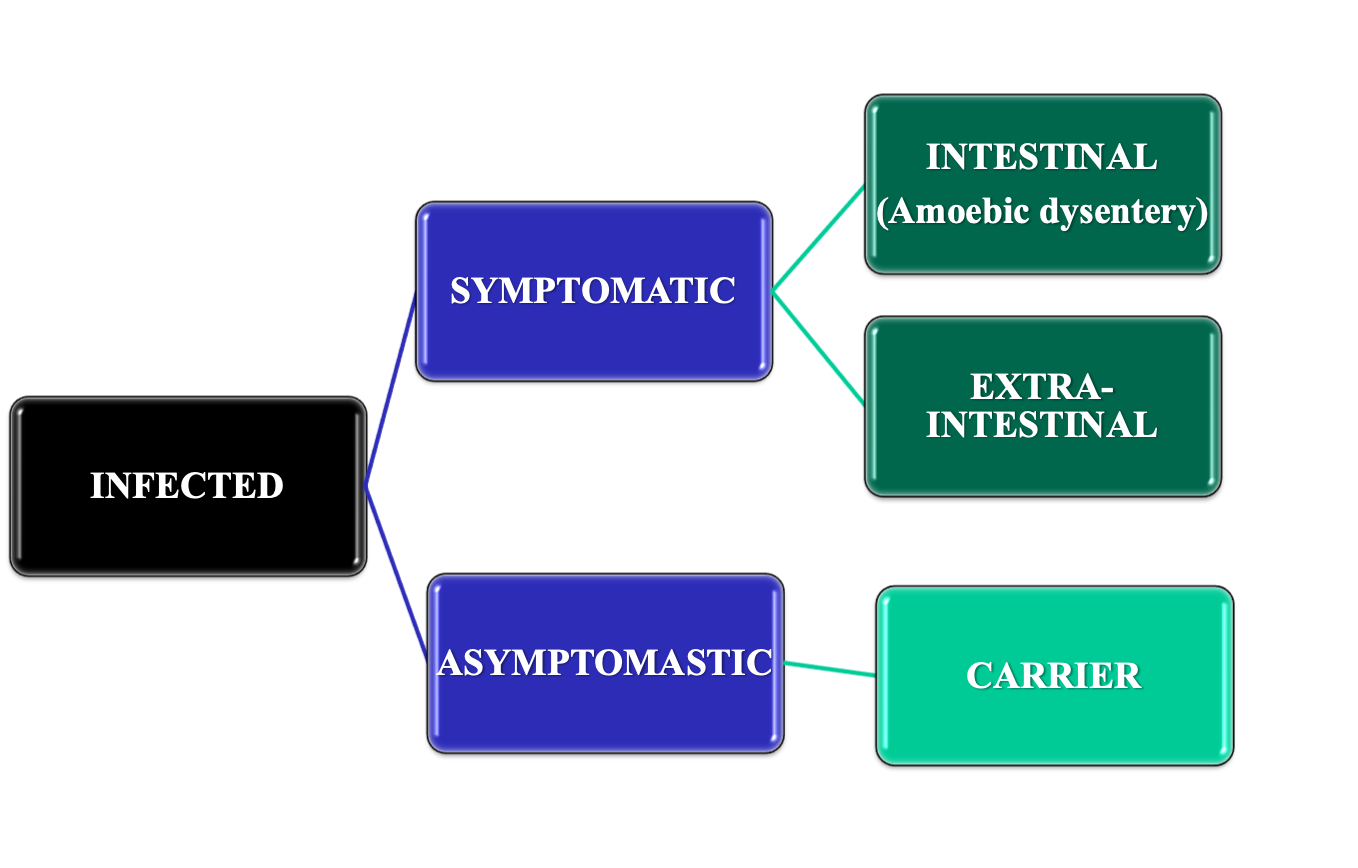 INTESTINAL
(Amoebic dysentery)
SYMPTOMATIC
EXTRA-
INTESTINAL
INFECTED
ASYMPTOMASTIC
CARRIER